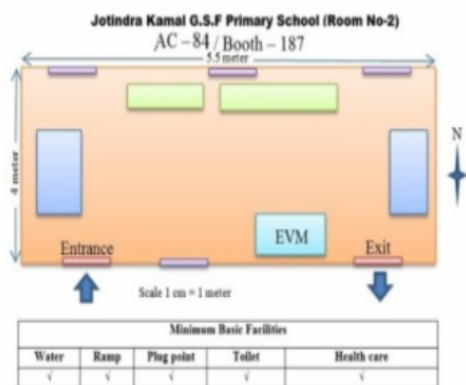 Jotindra Kamal G.S.F Primary School (Room No-2)
AC – 84 / Booth – 187
5.5 meter
4 meter
N
EVM
Entrance
Exit
Scale 1 cm = 1 meter
Minimum Basic Facilities
Water Ramp Plug point Toilet Health care
√ √ √ √ √